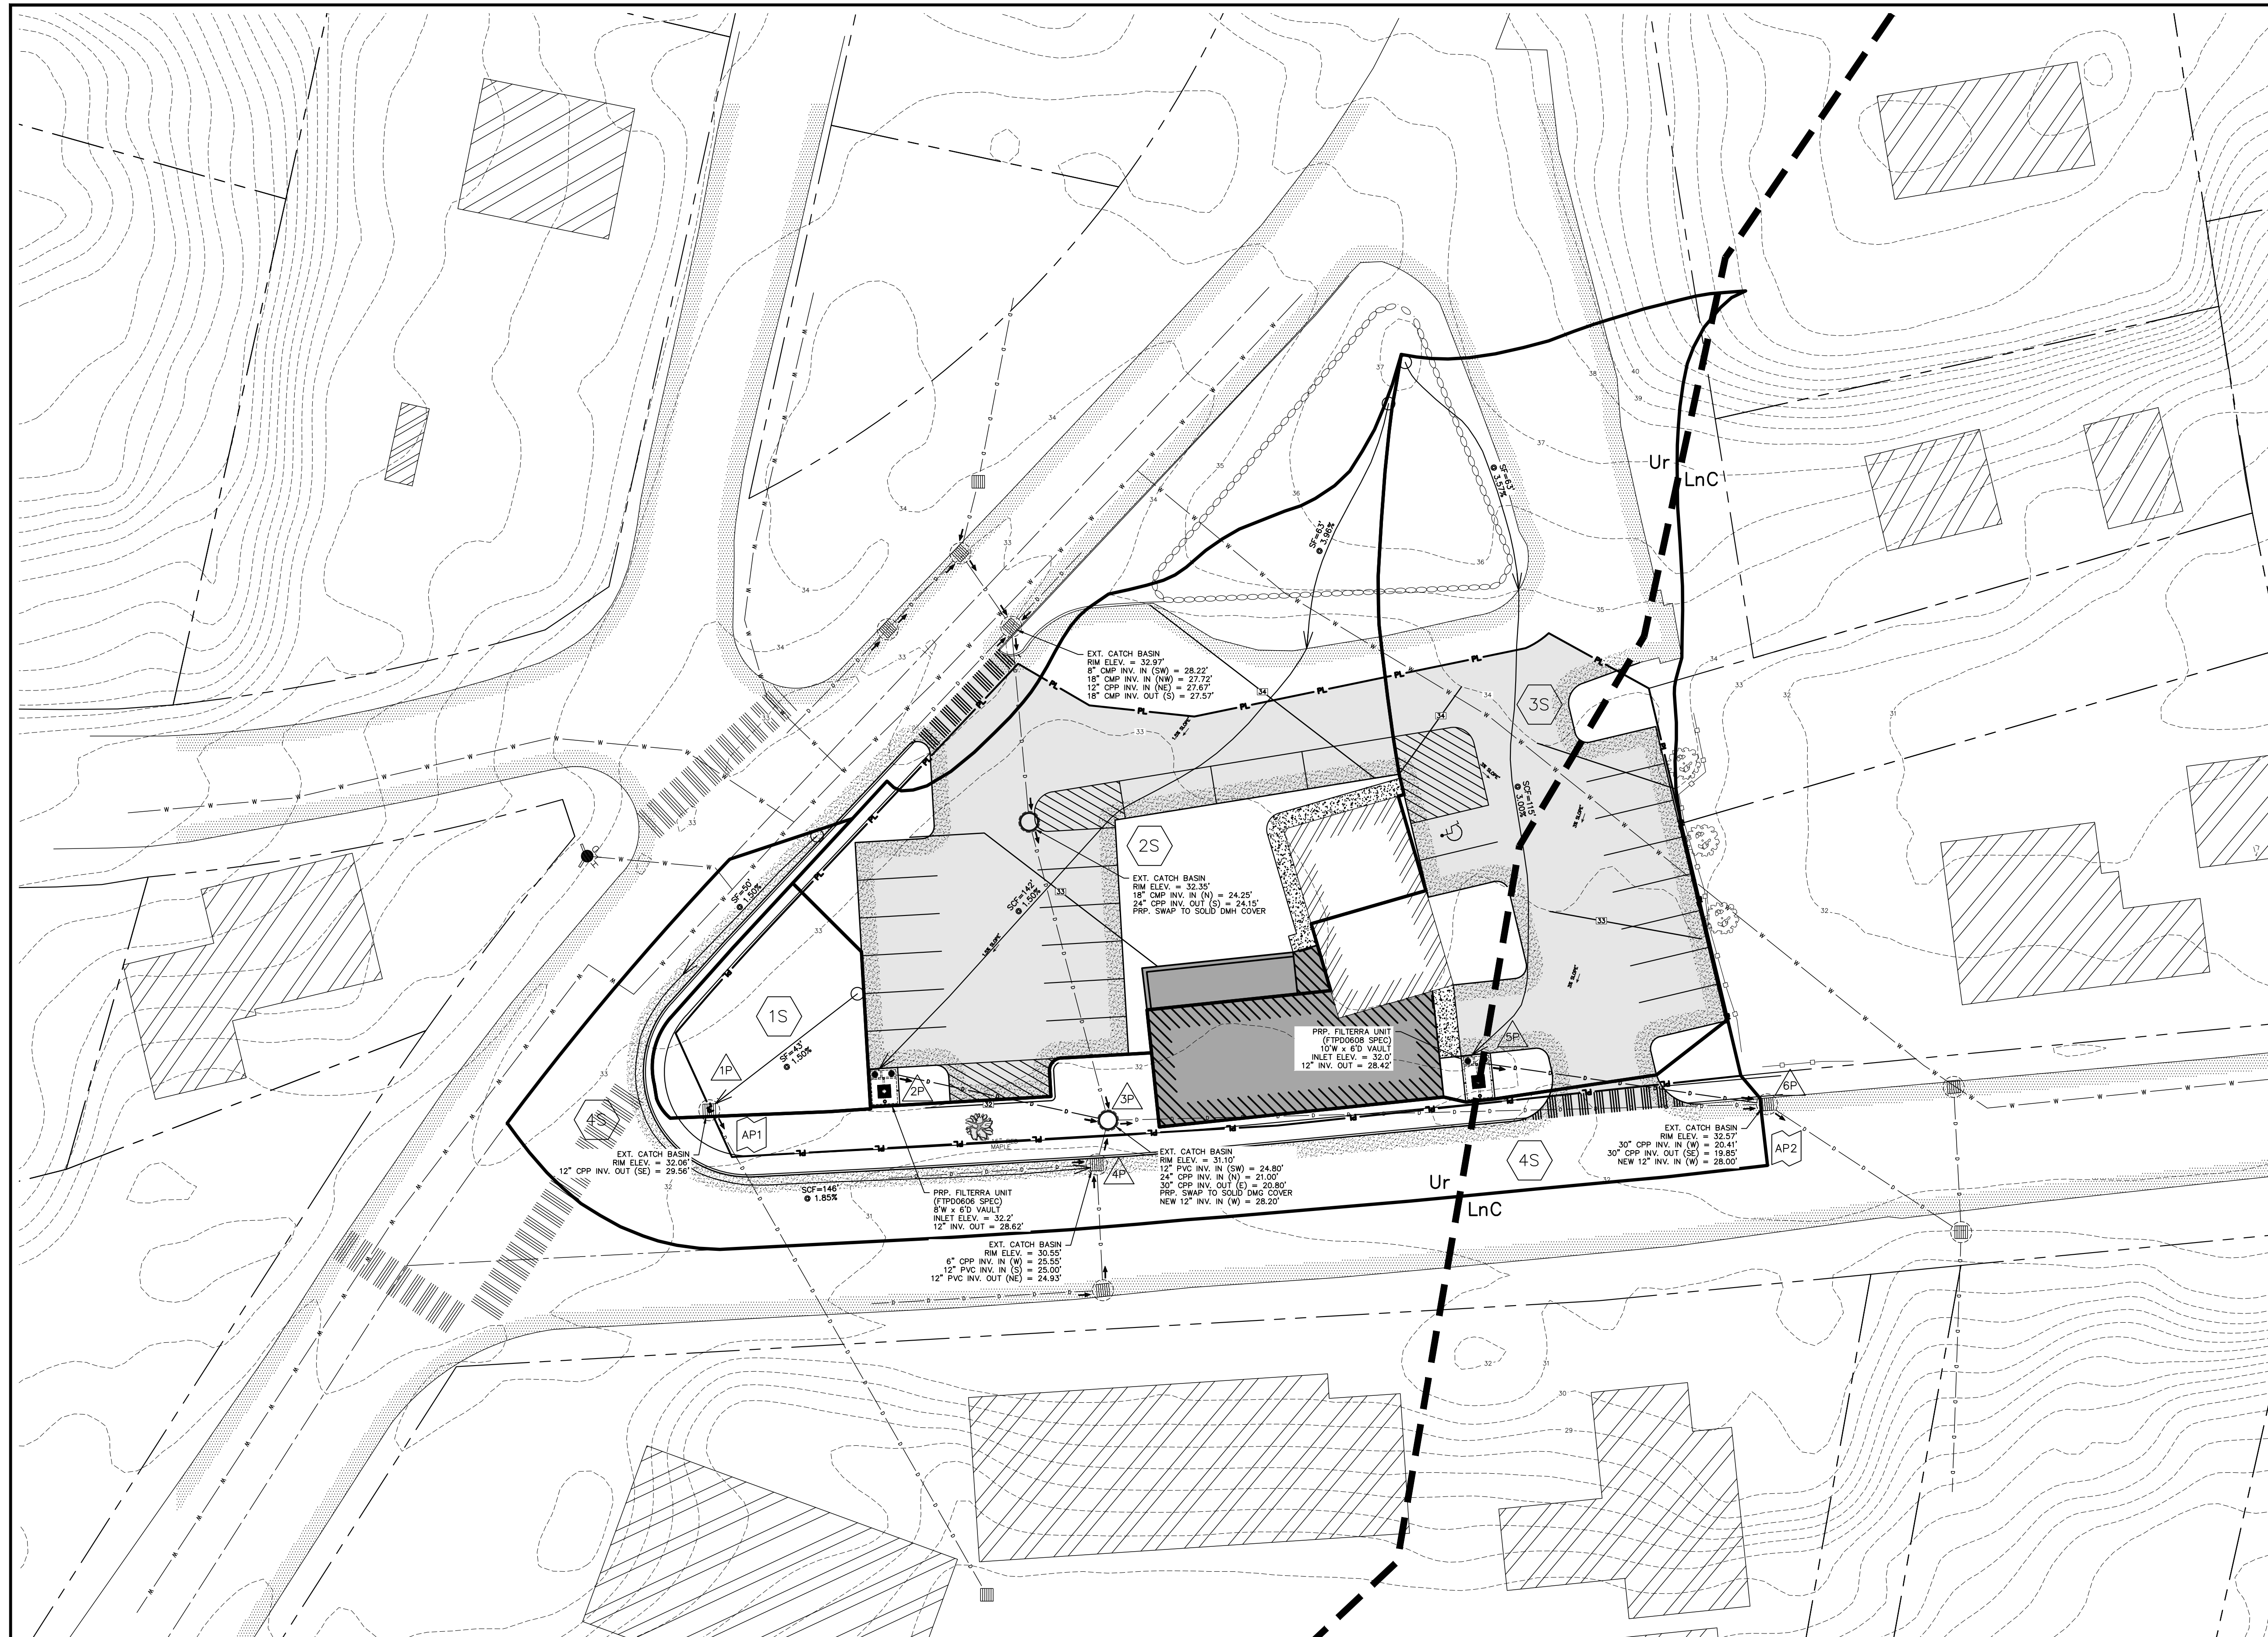 EXT. CATCH BASIN
RIM ELEV. = 32.97'
8" CMP INV. IN (SW) = 28.22'
18" CMP INV. IN (NW) = 27.72'
12" CPP INV. IN (NE) = 27.67'
18" CMP INV. OUT (S) = 27.57'
SF=63'
@ 3.96%
SF=63'
@ 3.57%
Ur
LnC
3S
2S
EXT. CATCH BASIN
RIM ELEV. = 32.35'
18" CMP INV. IN (N) = 24.25'
24" CPP INV. OUT (S) = 24.15'
PRP. SWAP TO SOLID DMH COVER
SCF=115'
@ 3.00%
SCF=142'
@ 1.50%
SF=50'
@ 1.50%
1S
SF=43'
@ 1.50%
1P
2P
3P
4P
5P
6P
PRP. FILTERRA UNIT
(FTPD0608 SPEC)
10'W x 6'D VAULT
INLET ELEV. = 32.0'
12" INV. OUT = 28.42'
4S
AP1
EXT. CATCH BASIN
RIM ELEV. = 32.06'
12" CPP INV. OUT (SE) = 29.56'
SCF=146'
@ 1.85%
PRP. FILTERRA UNIT
(FTPD0606 SPEC)
8'W x 6'D VAULT
INLET ELEV. = 32.2'
12" INV. OUT = 28.62'
MAPLE
EXT. CATCH BASIN
RIM ELEV. = 31.10'
12" PVC INV. IN (SW) = 24.80'
24" CPP INV. IN (N) = 21.00'
30" CPP INV. OUT (E) = 20.80'
PRP. SWAP TO SOLID DMG COVER
NEW 12" INV. IN (W) = 28.20'
EXT. CATCH BASIN
RIM ELEV. = 30.55'
6" CPP INV. IN (W) = 25.55'
12" PVC INV. IN (S) = 25.00'
12" PVC INV. OUT (NE) = 24.93'
4S
EXT. CATCH BASIN
RIM ELEV. = 32.57'
30" CPP INV. IN (W) = 20.41'
30" CPP INV. OUT (SE) = 19.85'
NEW 12" INV. IN (W) = 28.00'
AP2
Ur
LnC